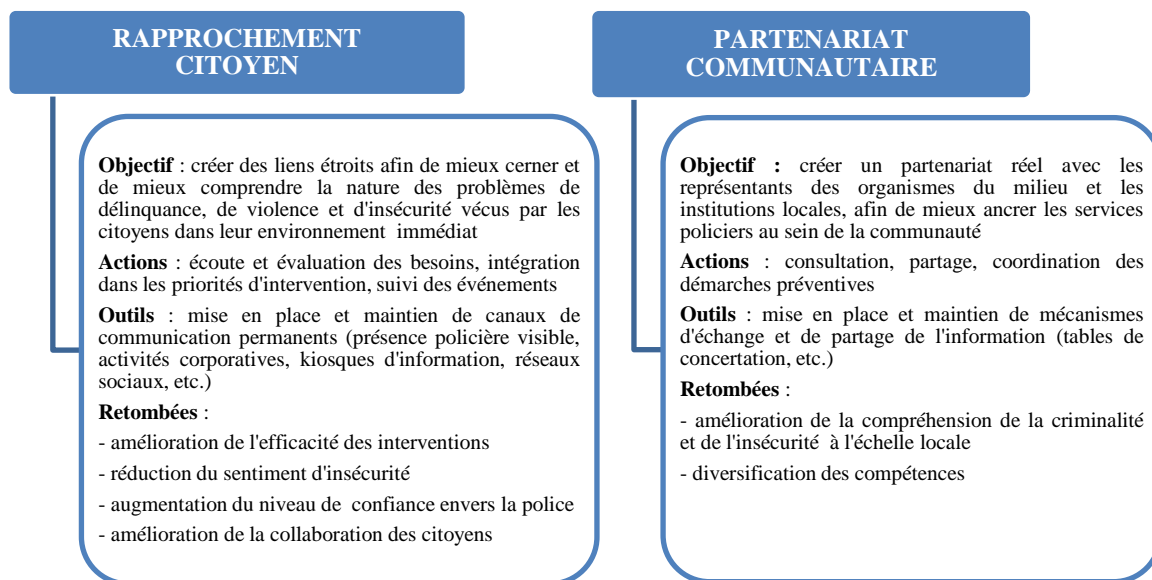 RAPPROCHEMENT
CITOYEN
Objectif : créer des liens étroits afin de mieux cerner et
de mieux comprendre la nature des problèmes de
délinquance, de violence et d'insécurité vécus par les
citoyens dans leur environnement immédiat
Actions : écoute et évaluation des besoins, intégration
dans les priorités d'intervention, suivi des événements
Outils : mise en place et maintien de canaux de
communication permanents (présence policière visible,
activités corporatives, kiosques d'information, réseaux
sociaux, etc.)
Retombées :
- amélioration de l'efficacité des interventions
- réduction du sentiment d'insécurité
- augmentation du niveau de confiance envers la police
- amélioration de la collaboration des citoyens
PARTENARIAT
COMMUNAUTAIRE
Objectif : créer un partenariat réel avec les
représentants des organismes du milieu et les
institutions locales, afin de mieux ancrer les services
policiers au sein de la communauté
Actions : consultation, partage, coordination des
démarches préventives
Outils : mise en place et maintien de mécanismes
d'échange et de partage de l'information (tables de
concertation, etc.)
Retombées :
- amélioration de la compréhension de la criminalité
et de l'insécurité à l'échelle locale
- diversification des compétences